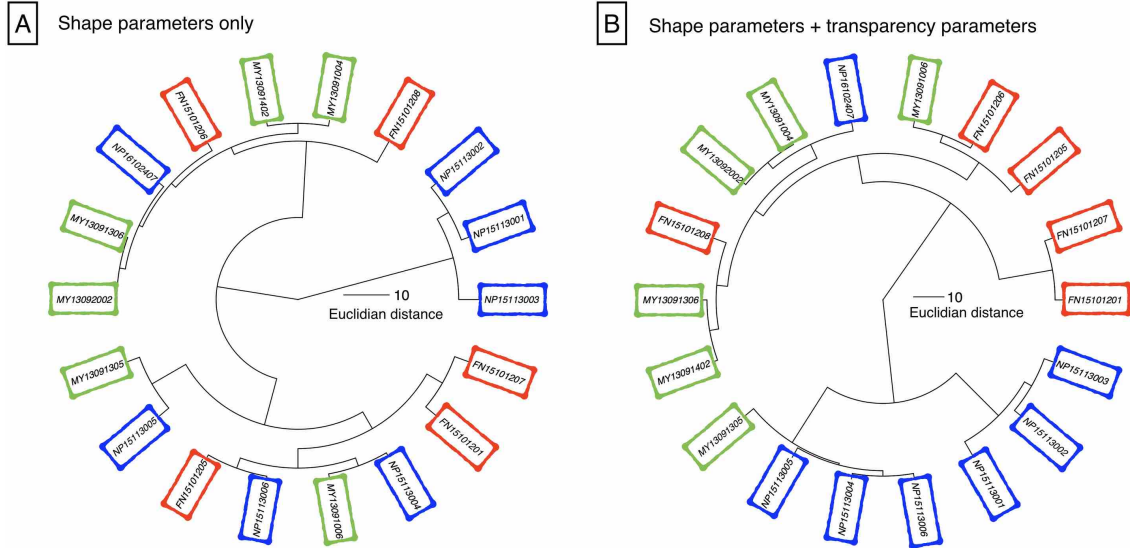 A Shape parameters only
MY13091402
MY13091004
FN15101206
FN15101208
NP16102407
NP15113002
MY13091306
NP15113001
MY13092002
NP15113003
10
Euclidian distance
MY13091305
FN15101207
NP15113005
FN15101201
FN15101205
NP15113006
MY13091006
NP15113004
B Shape parameters + transparency parameters
NP16102407
MY13091006
MY13091004
FN15101206
MY13092002
FN15101205
FN15101208
FN15101207
MY13091306
FN15101201
10
Euclidian distance
MY13091402
NP15113003
MY13091305
NP15113002
NP15113005
NP15113001
NP15113004
NP15113006